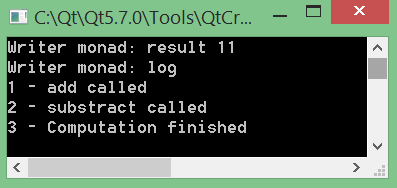 C:\Qt\Qt5.7.0\Tools\QtCr...
Writer monad: result 11
Writer monad: log
1 - add called
2 - substract called
3 - Computation finished